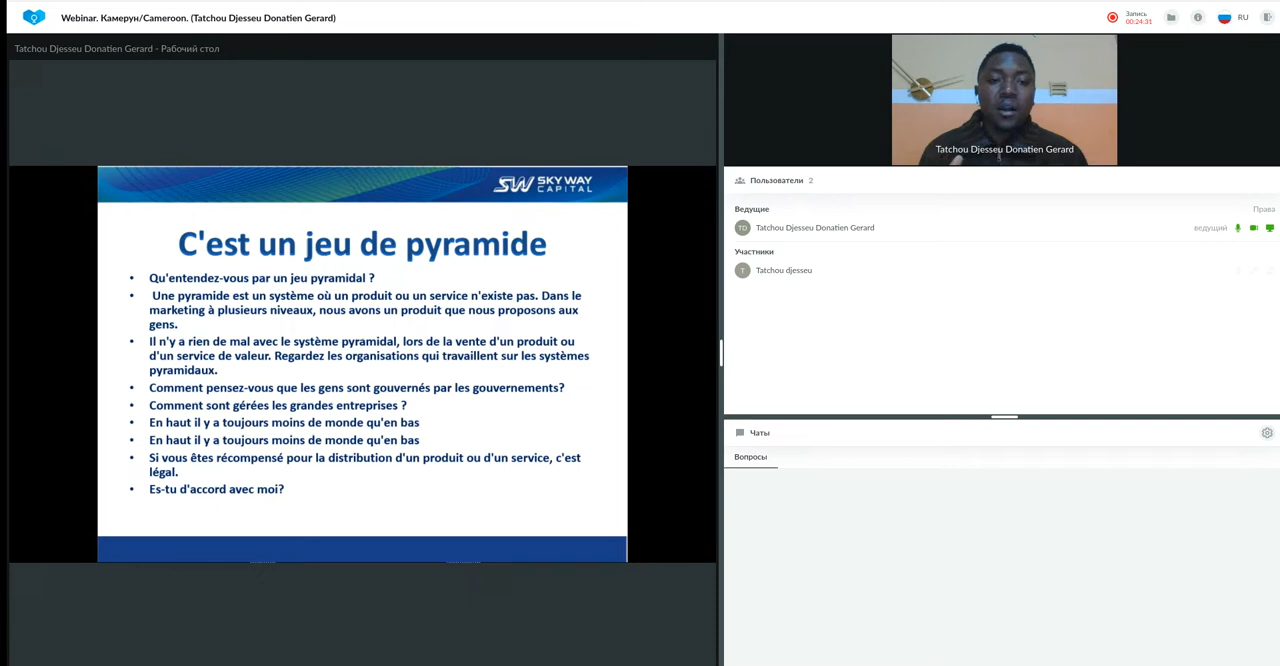 Webinar. Камерун/Cameroon. (Tatchou Djesseu Donatien Gerard)
Запись
00:24:31
RU
Tatchou Djesseu Donatien Gerard - Рабочий стол
SW SKY WAY
CAPITAL
C'est un jeu de pyramide
• Qu'entendez-vous par un jeu pyramidal ?
• Une pyramide est un système où un produit ou un service n'existe pas. Dans le
marketing à plusieurs niveaux, nous avons un produit que nous proposons aux
gens.
• Il n'y a rien de mal avec le système pyramidal, lors de la vente d'un produit ou
d'un service de valeur. Regardez les organisations qui travaillent sur les systèmes
pyramidaux.
• Comment pensez-vous que les gens sont gouvernés par les gouvernements?
• Comment sont gérées les grandes entreprises ?
• En haut il y a toujours moins de monde qu'en bas
• En haut il y a toujours moins de monde qu'en bas
• Si vous êtes récompensé pour la distribution d'un produit ou d'un service, c'est
légal.
• Es-tu d'accord avec moi?
Tatchou Djesseu Donatien Gerard
Пользователи 2
Ведущие Права
TD Tatchou Djesseu Donatien Gerard ведущий
Участники
T Tatchou djesseu
Чаты
Вопросы